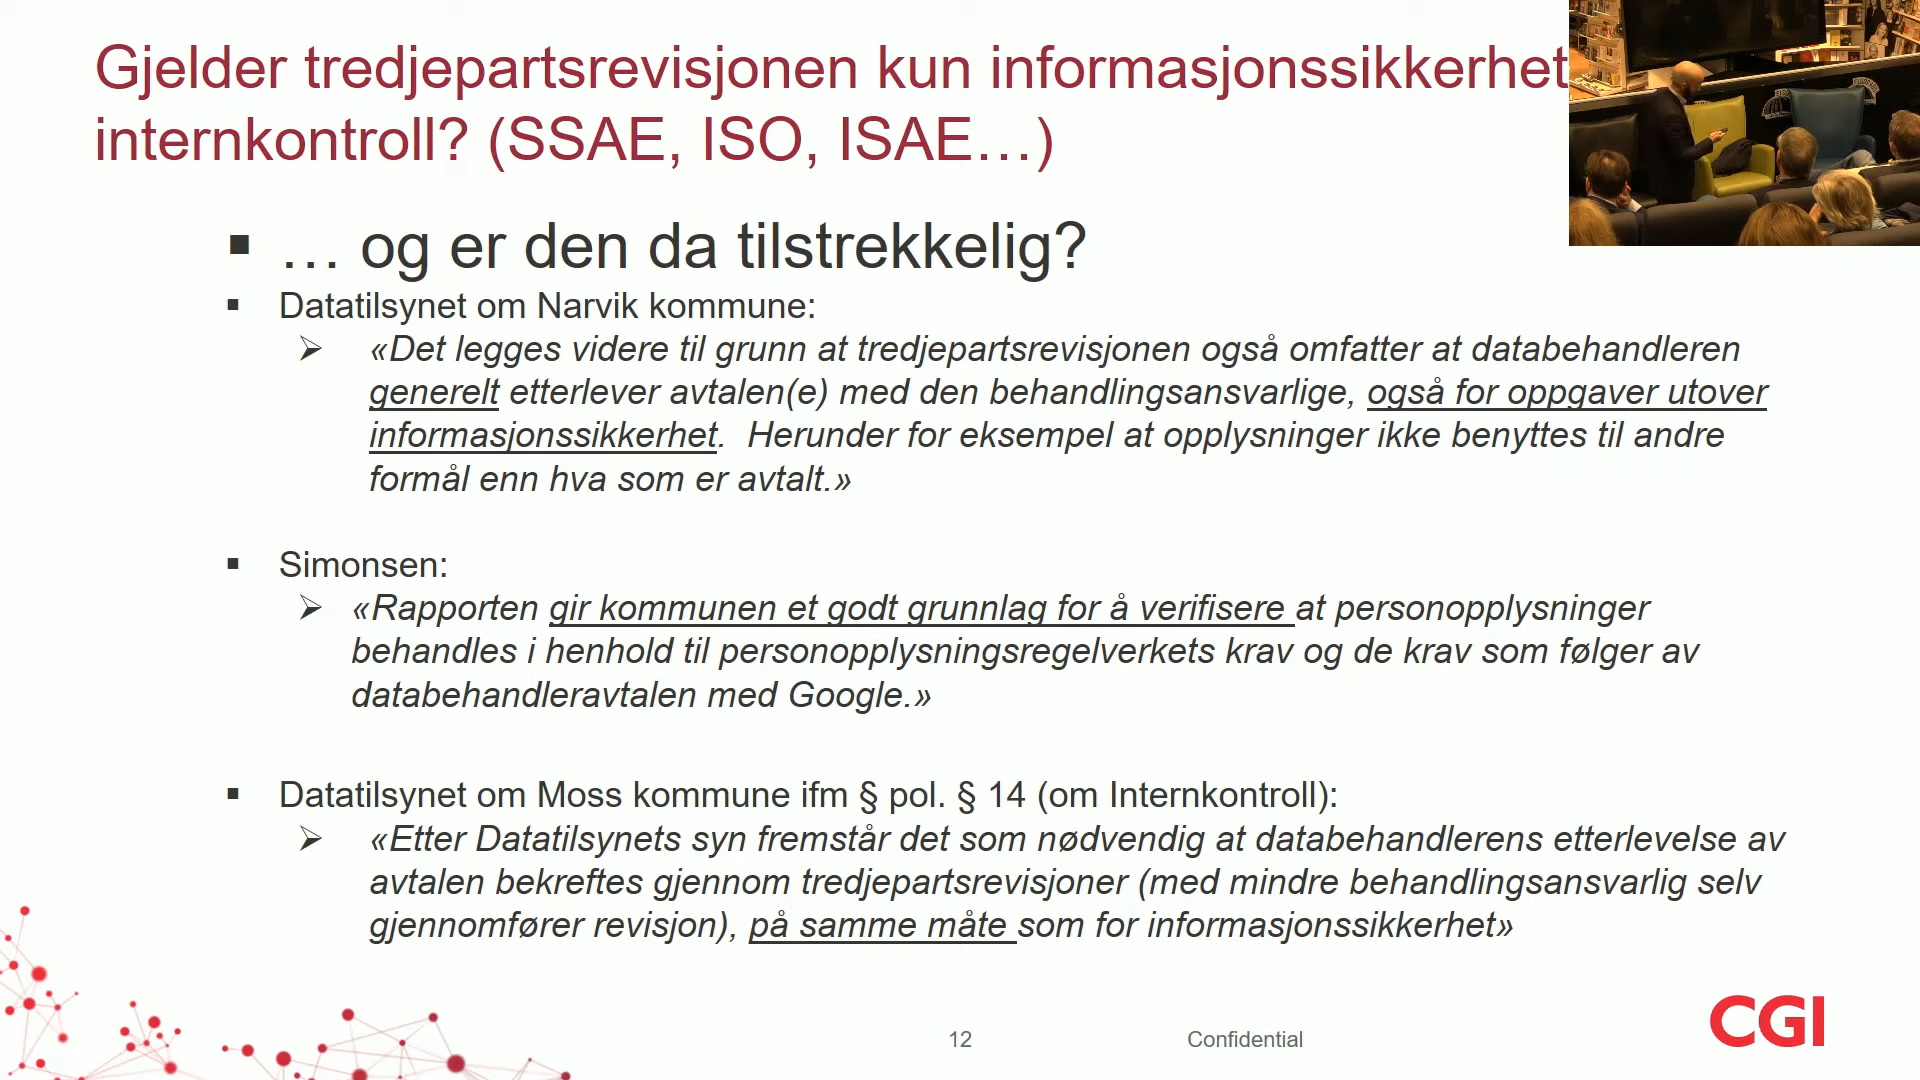 Gjelder tredjepartsrevisjonen kun informasjonssikkerhet
internkontroll? (SSAE, ISO, ISAE…)
▪ … og er den da tilstrekkelig?
▪ Datatilsynet om Narvik kommune:
➢ «Det legges videre til grunn at tredjepartsrevisjonen også omfatter at databehandleren
generelt etterlever avtalen(e) med den behandlingsansvarlige, også for oppgaver utover
informasjonssikkerhet. Herunder for eksempel at opplysninger ikke benyttes til andre
formål enn hva som er avtalt.»
▪ Simonsen:
➢ «Rapporten gir kommunen et godt grunnlag for å verifisere at personopplysninger
behandles i henhold til personopplysningsregelverkets krav og de krav som følger av
databehandleravtalen med Google.»
▪ Datatilsynet om Moss kommune ifm § pol. § 14 (om Internkontroll):
➢ «Etter Datatilsynets syn fremstår det som nødvendig at databehandlerens etterlevelse av
avtalen bekreftes gjennom tredjepartsrevisjoner (med mindre behandlingsansvarlig selv
gjennomfører revisjon), på samme måte som for informasjonssikkerhet»
12 Confidential
CGI